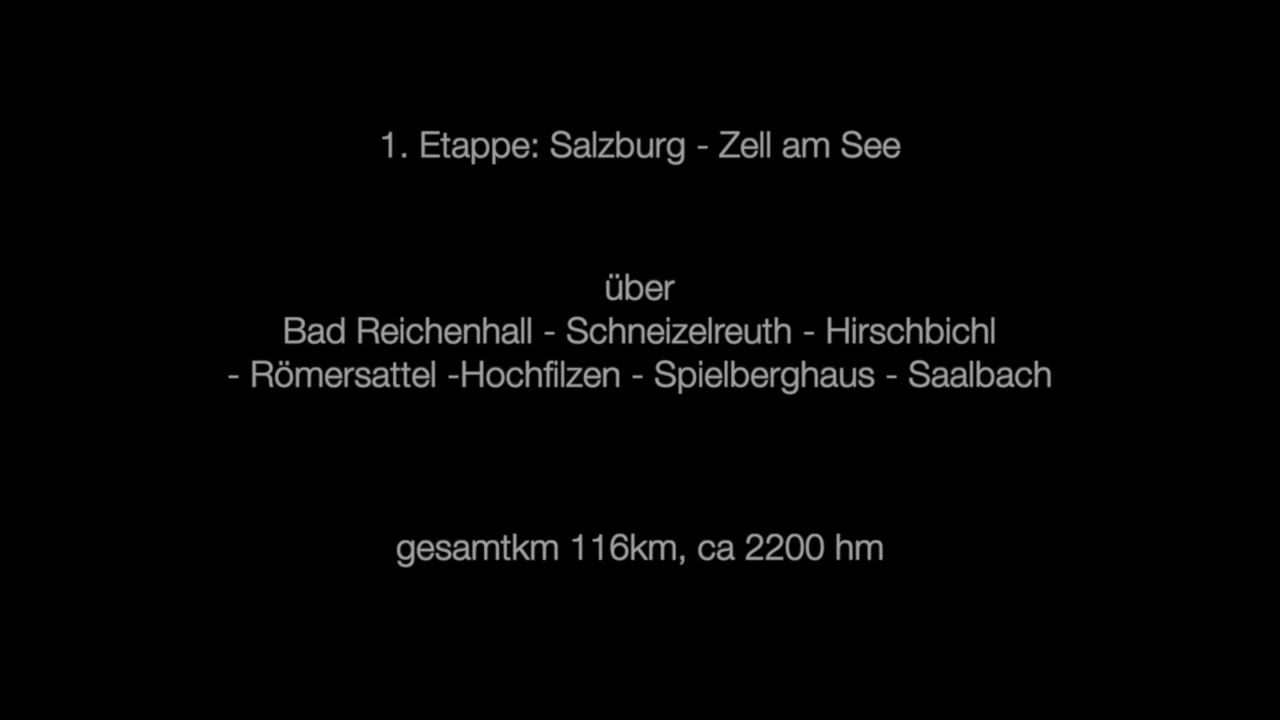 1. Etappe: Salzburg - Zell am See
über
Bad Reichenhall - Schneizelreuth - Hirschbichl
- Römersattel -Hochfilzen - Spielberghaus - Saalbach
gesamtkm 116km, ca 2200 hm